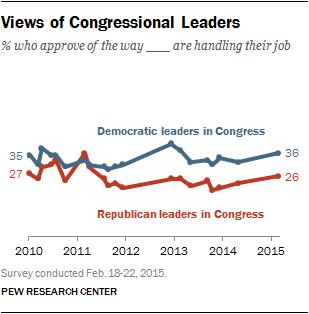 Views of Congressional Leaders
% who approve of the way ___ are handling their job
Democratic leaders in Congress
35
36
27
26
Republican leaders in Congress
2010 2011 2012 2013 2014 2015
Survey conducted Feb. 18-22, 2015.
PEW RESEARCH CENTER